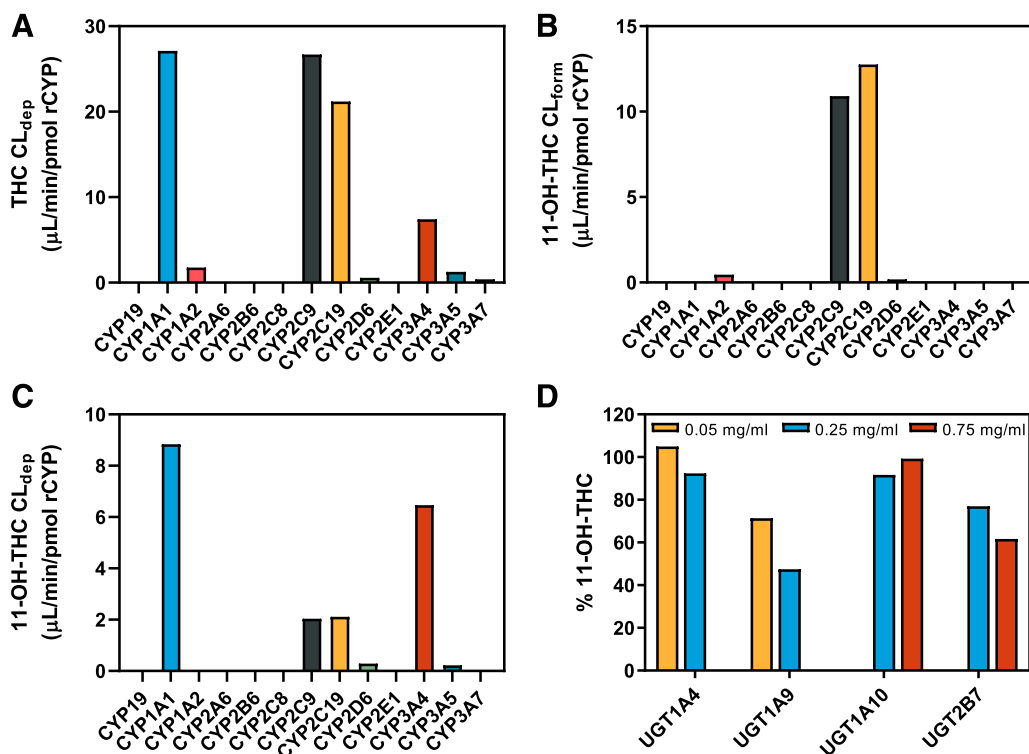 A
THC CLdep
(μL/min/pmol rCYP)
30
20
10
0
CYP19
CYP1A1
CYP1A2
CYP2A6
CYP2B6
CYP2C8
CYP2C9
CYP2C19
CYP2D6
CYP2E1
CYP3A4
CYP3A5
CYP3A7
B
11-OH-THC CLform
(μL/min/pmol rCYP)
15
10
5
0
CYP19
CYP1A1
CYP1A2
CYP2A6
CYP2B6
CYP2C8
CYP2C9
CYP2C19
CYP2D6
CYP2E1
CYP3A4
CYP3A5
CYP3A7
C
11-OH-THC CLdep
(μL/min/pmol rCYP)
10
8
6
4
2
0
CYP19
CYP1A1
CYP1A2
CYP2A6
CYP2B6
CYP2C8
CYP2C9
CYP2C19
CYP2D6
CYP2E1
CYP3A4
CYP3A5
CYP3A7
D
% 11-OH-THC
120
100
80
60
40
20
0
0.05 mg/ml 0.25 mg/ml 0.75 mg/ml
UGT1A4
UGT1A9
UGT1A10
UGT2B7